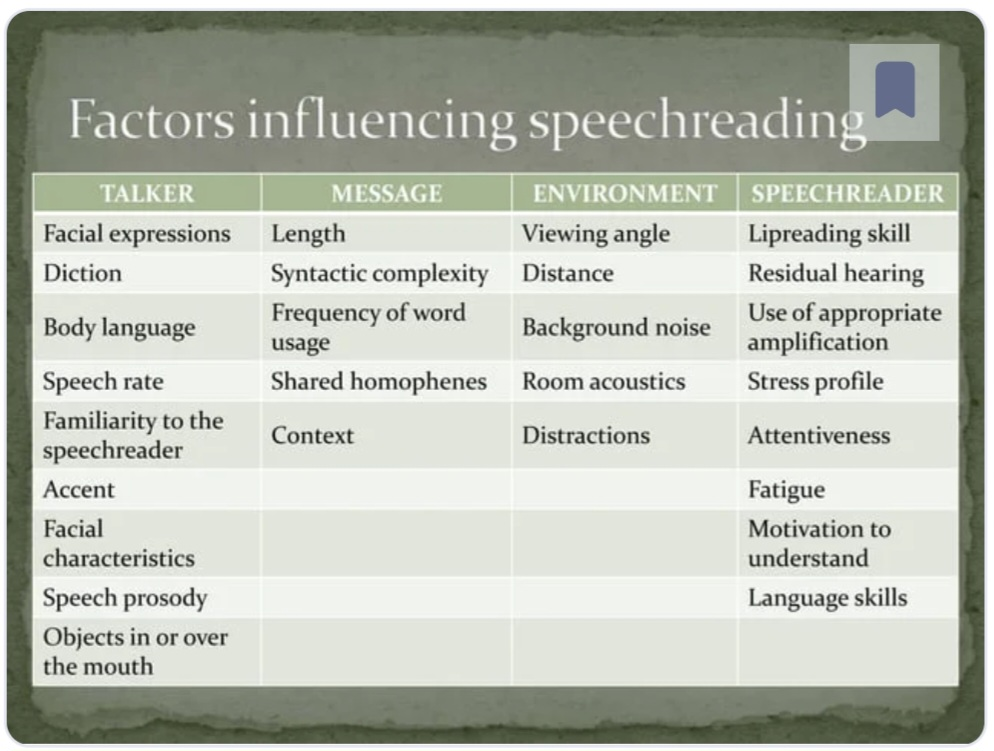 Factors influencing speechreading
TALKER MESSAGE ENVIRONMENT SPEECHREADER
Facial expressions Length Viewing angle Lipreading skill
Diction Syntactic complexity Distance Residual hearing
Body language Frequency of word usage Background noise Use of appropriate amplification
Speech rate Shared homophenes Room acoustics Stress profile
Familiarity to the speechreader Context Distractions Attentiveness
Accent Fatigue
Facial characteristics Motivation to understand
Speech prosody Language skills
Objects in or over the mouth